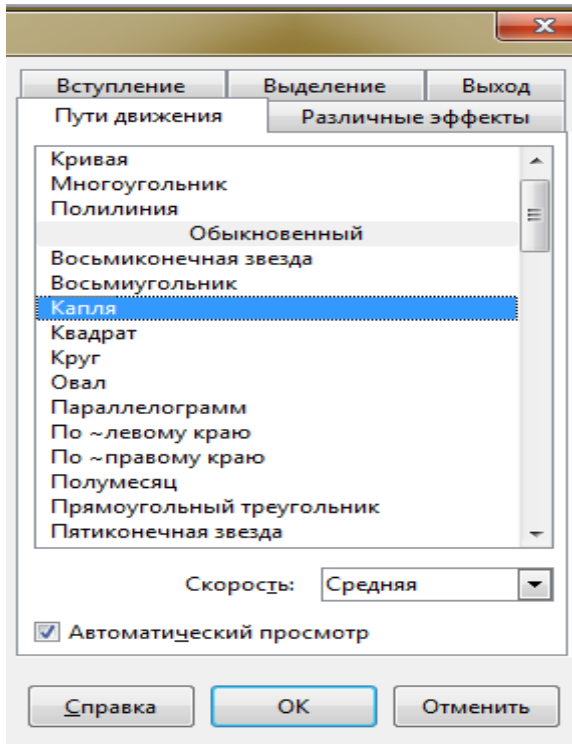 Вступление Выделение Выход
Пути движения Различные эффекты
Кривая
Многоугольник
Полилиния
Обыкновенный
Восьмиконечная звезда
Восьмиугольник
Капля
Квадрат
Круг
Овал
Параллелограмм
По ~левому краю
По ~правому краю
Полумесяц
Прямоугольный треугольник
Пятиконечная звезда
Скорость: Средняя
Автоматический просмотр
Справка ОК Отменить